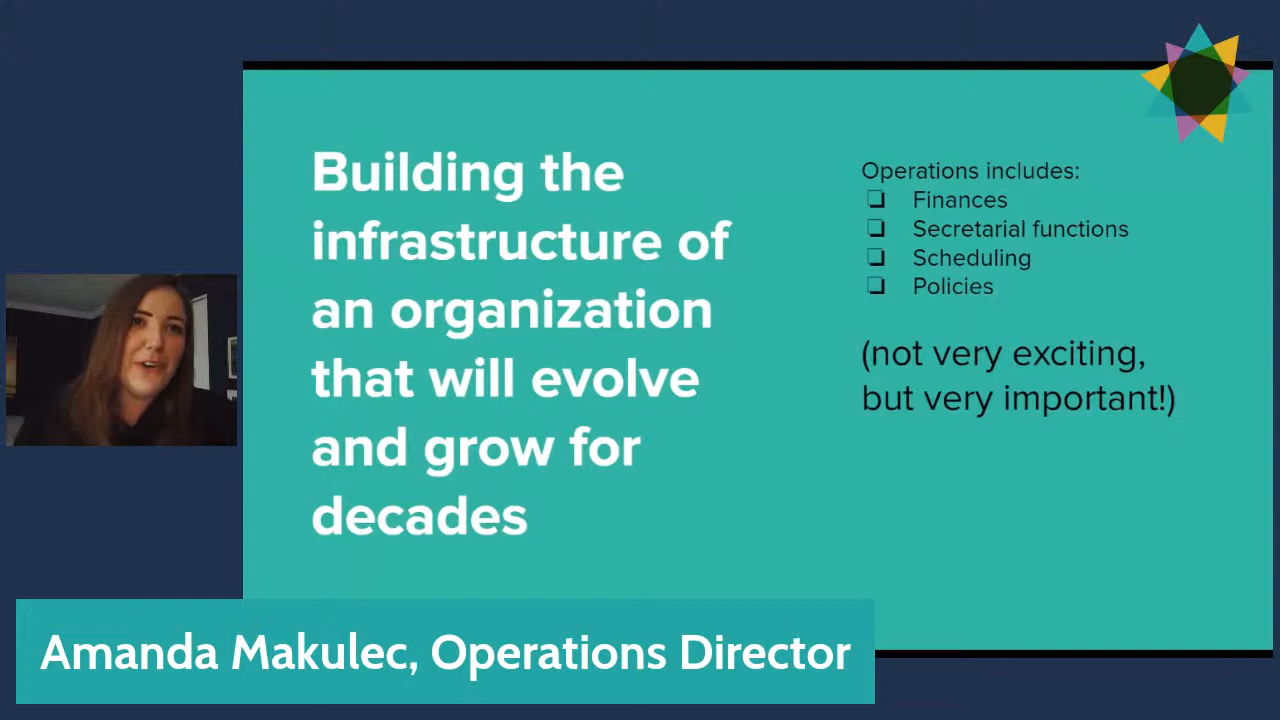 Building the
infrastructure of
an organization
that will evolve
and grow for
decades
Operations includes:
❏ Finances
❏ Secretarial functions
❏ Scheduling
❏ Policies
(not very exciting,
but very important!)
Amanda Makulec, Operations Director